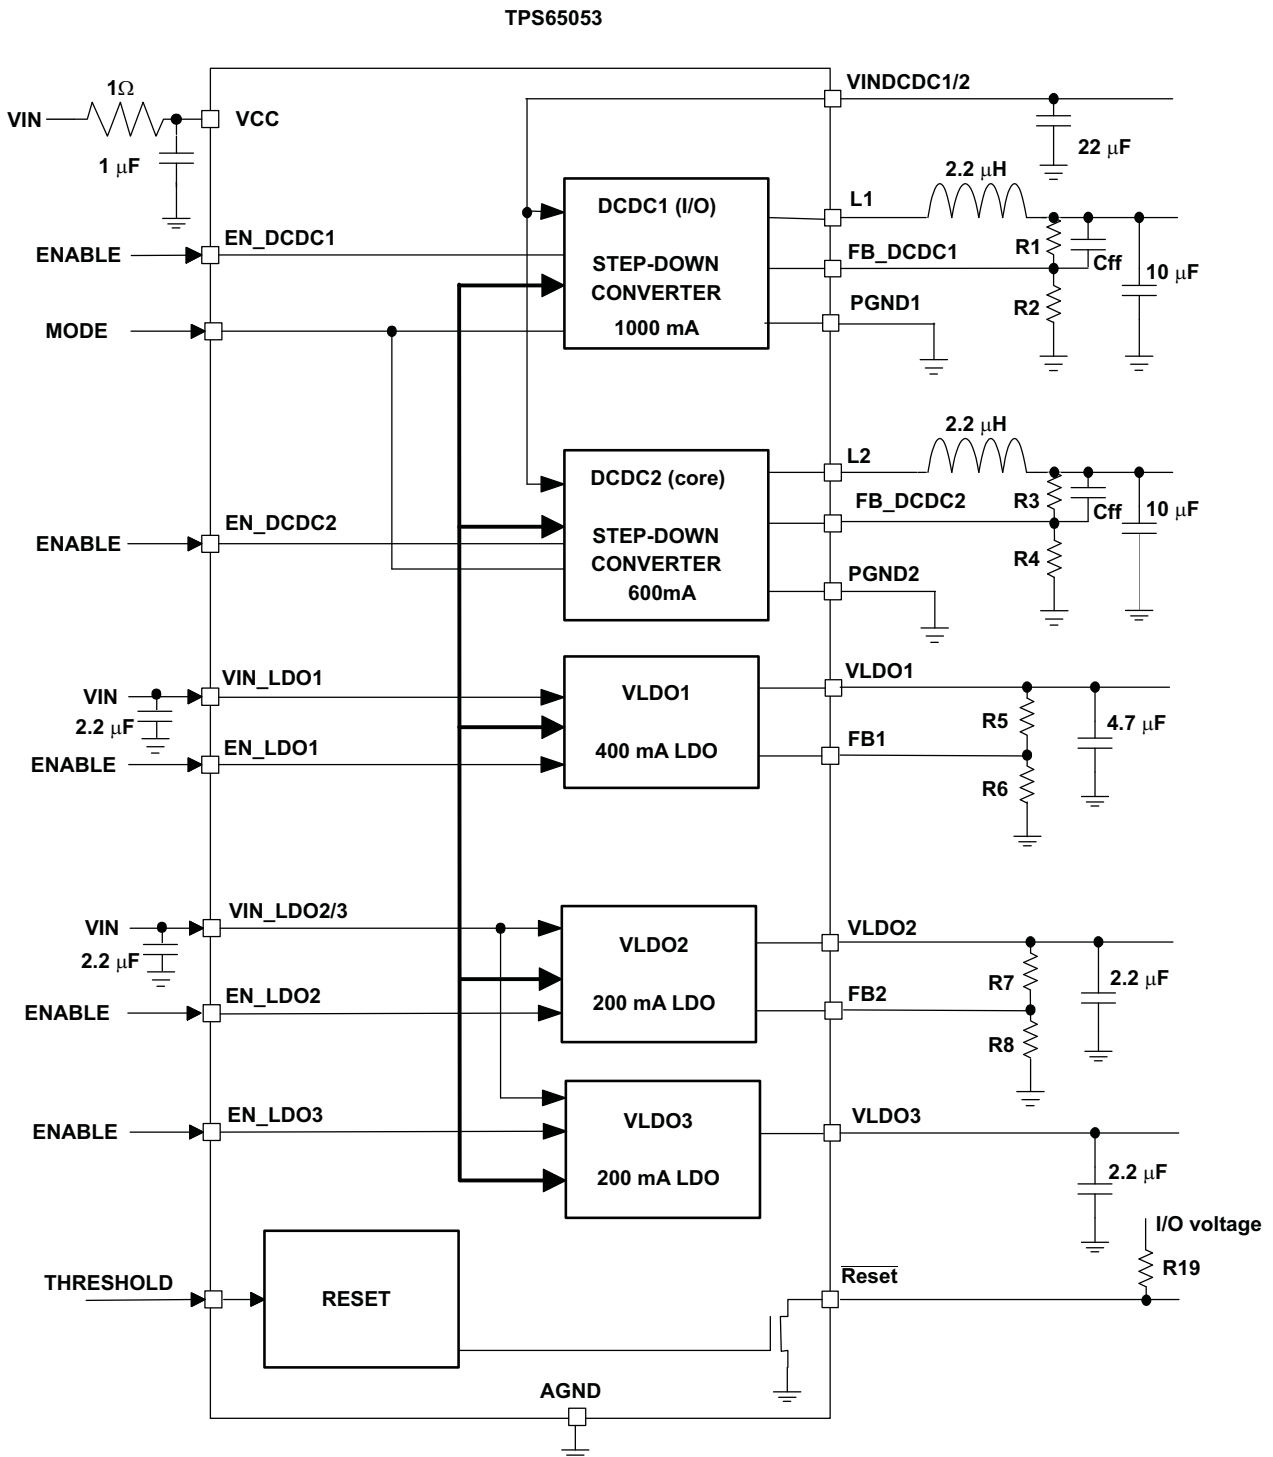 TPS65053
1Ω
VIN
VCC
1 μF
VINDCDC1/2
22 μF
2.2 μH
DCDC1 (I/O)
STEP-DOWN
CONVERTER
1000 mA
L1
R1
Cff
10 μF
ENABLE
EN_DCDC1
FB_DCDC1
R2
MODE
PGND1
2.2 μH
DCDC2 (core)
STEP-DOWN
CONVERTER
600mA
L2
R3
Cff
10 μF
FB_DCDC2
ENABLE
EN_DCDC2
R4
PGND2
VIN
VIN_LDO1
2.2 μF
VLDO1
400 mA LDO
VLDO1
R5
4.7 μF
ENABLE
EN_LDO1
FB1
R6
VIN
VIN_LDO2/3
2.2 μF
VLDO2
200 mA LDO
VLDO2
R7
2.2 μF
ENABLE
EN_LDO2
FB2
R8
ENABLE
EN_LDO3
VLDO3
200 mA LDO
VLDO3
2.2 μF
I/O voltage
R19
THRESHOLD
RESET
Reset
AGND